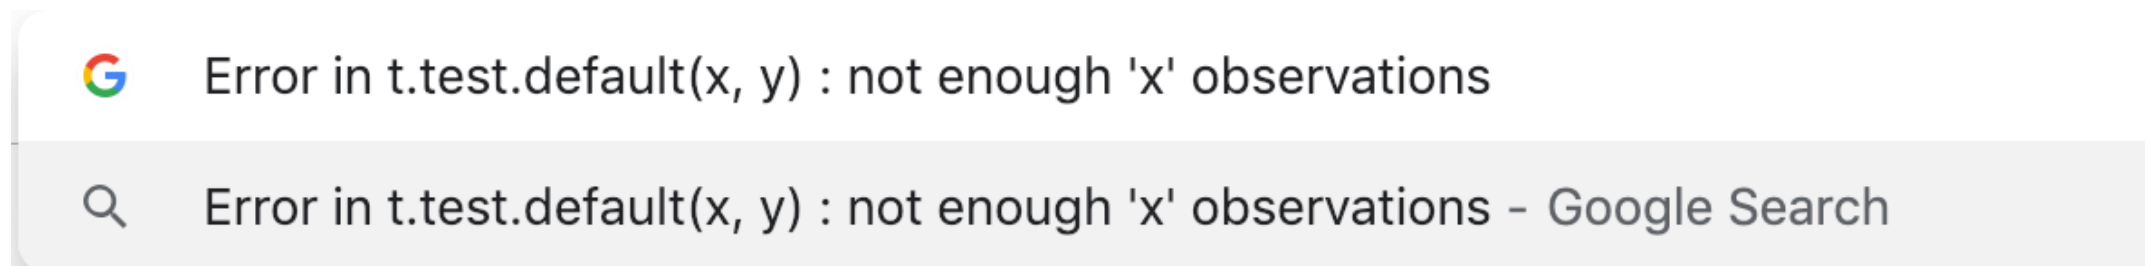 Error in t.test.default(x, y) : not enough 'x' observations
Error in t.test.default(x, y) : not enough 'x' observations - Google Search